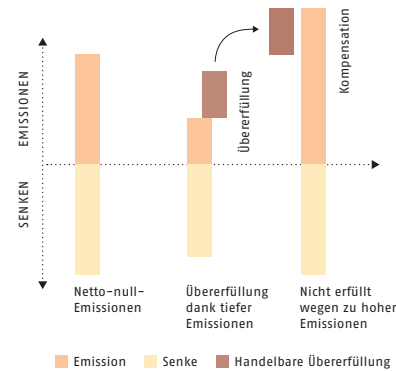 EMISSIONEN
SENKEN
Übererfüllung
Kompensation
Netto-null-
Emissionen
Übererfüllung
dank tiefer
Emissionen
Nicht erfüllt
wegen zu hoher
Emissionen
Emission
Senke
Handelbare Übererfüllung